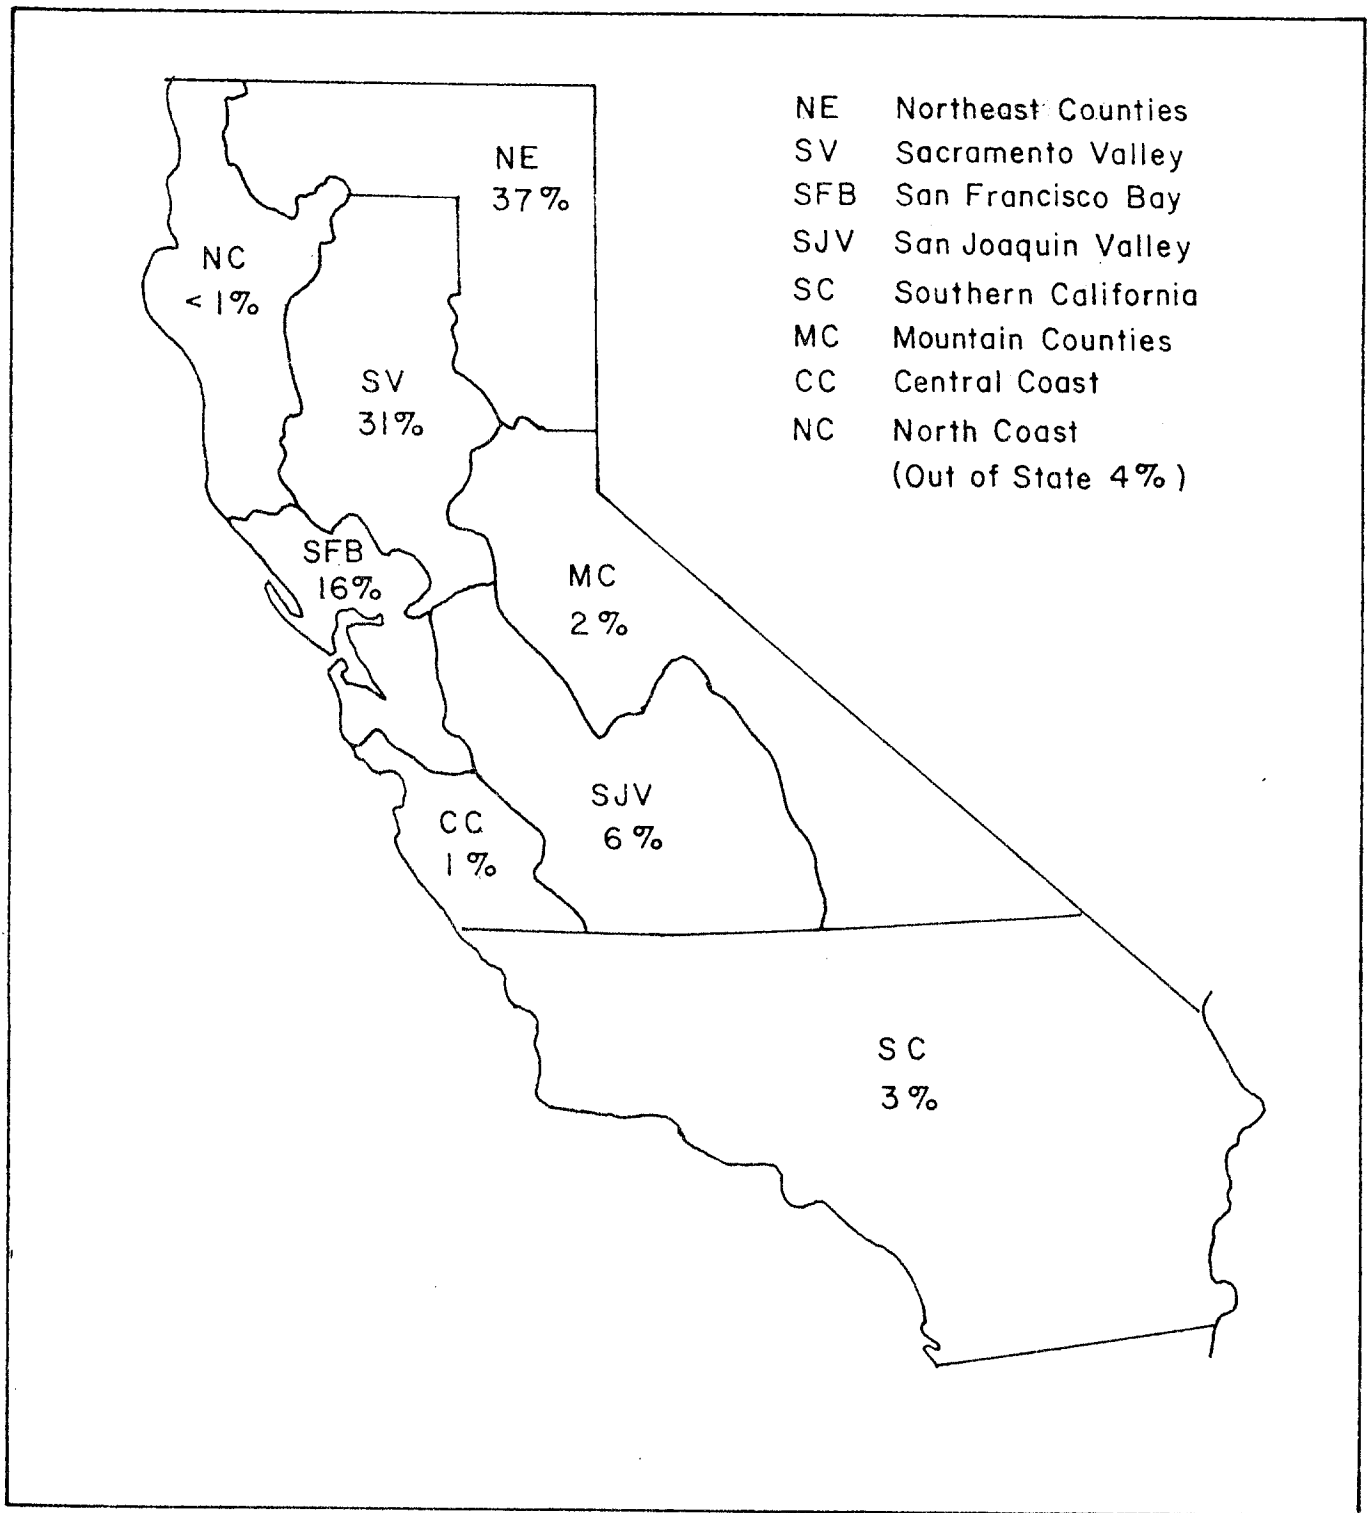 NE Northeast Counties
SV Sacramento Valley
SFB San Francisco Bay
SJV San Joaquin Valley
SC Southern California
MC Mountain Counties
CC Central Coast
NC North Coast
(Out of State 4%)
NE
37%
NC
<1%
SV
31%
SFB
16%
MC
2%
SJV
6%
CC
1%
SC
3%